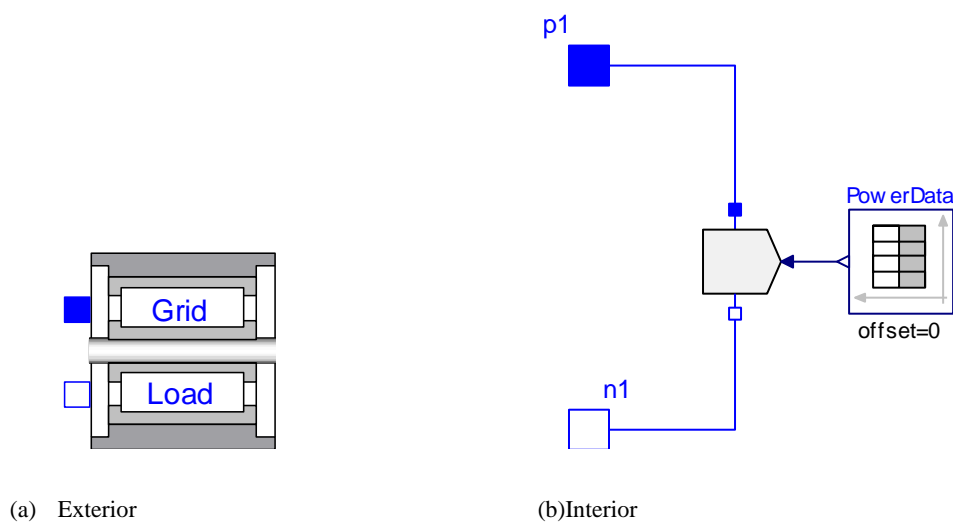 p1
PowerData
Grid
offset=0
Load
n1
(a) Exterior
(b)Interior